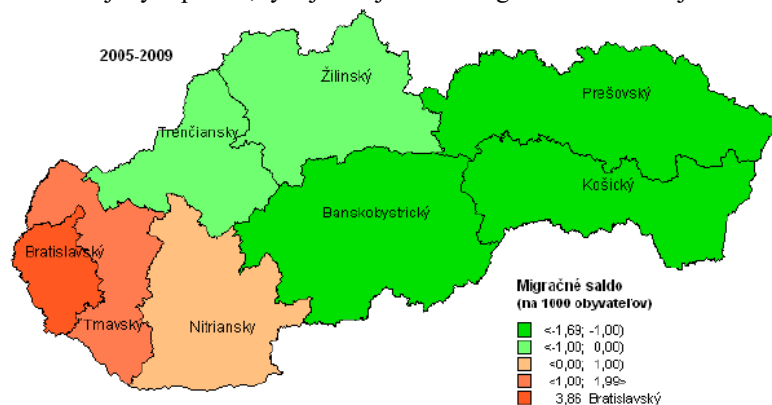 2005-2009
Žilinský
Prešovský
Trenčiansky
Košický
Banskobystrický
Bratislavský
Trnavský
Nitriansky
Migračné saldo
(na 1000 obyvateľov)
<-1,69; -1,00)
<-1,00; 0,00)
<0,00; 1,00)
<1,00; 1,99>
3,86 Bratislavský